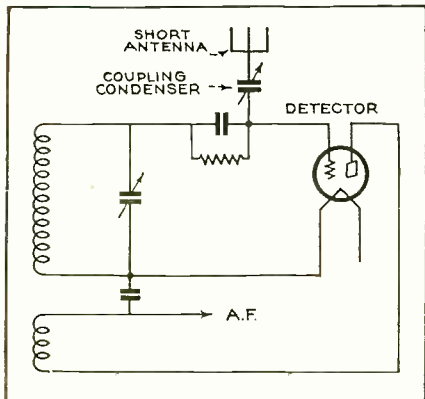 SHORT
ANTENNA
COUPLING
CONDENSER
DETECTOR
A.F.